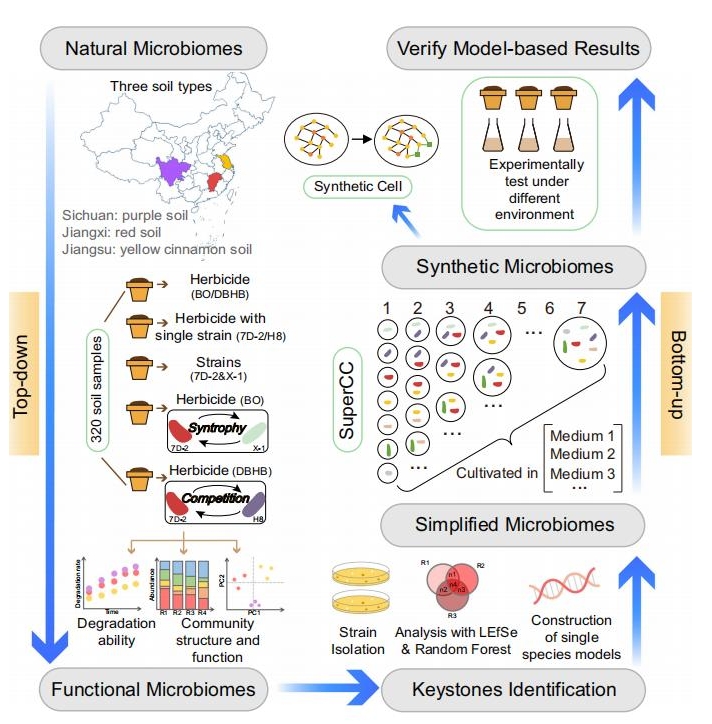 Natural Microbiomes
Three soil types
Sichuan: purple soil
Jiangxi: red soil
Jiangsu: yellow cinnamon soil
Top-down
320 soil samples
Herbicide
(BO/DBHB)
Herbicide with
single strain (7D-2/H8)
Strains
(7D-2&X-1)
Herbicide (BO)
Syntrophy
7D-2
X-1
Herbicide (DBHB)
Competition
7D-2
H8
Degradation rate
Time
Abundance
R1 R2 R3 R4
PC2
PC1
Degradation
ability
Community
structure and
function
Functional Microbiomes
Verify Model-based Results
Synthetic Cell
Experimentally
test under
different
environment
Synthetic Microbiomes
1 2 3 4 5 6 7
...
SuperCC
...
...
...
Cultivated in
Medium 1
Medium 2
Medium 3
...
Bottom-up
Simplified Microbiomes
R1
R2
n1
n4
n2
n3
R3
Strain
Isolation
Analysis with LEfSe
& Random Forest
Construction
of single
species models
Keystones Identification